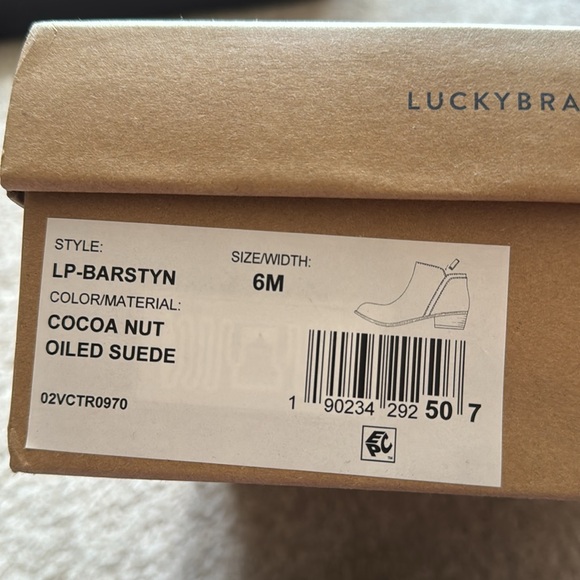 LUCKYBRA
STYLE:
LP-BARSTYN
SIZE/WIDTH:
6M
COLOR/MATERIAL:
COCOA NUT
OILED SUEDE
02VCTR0970
1 90234 292 50 7
EPC™